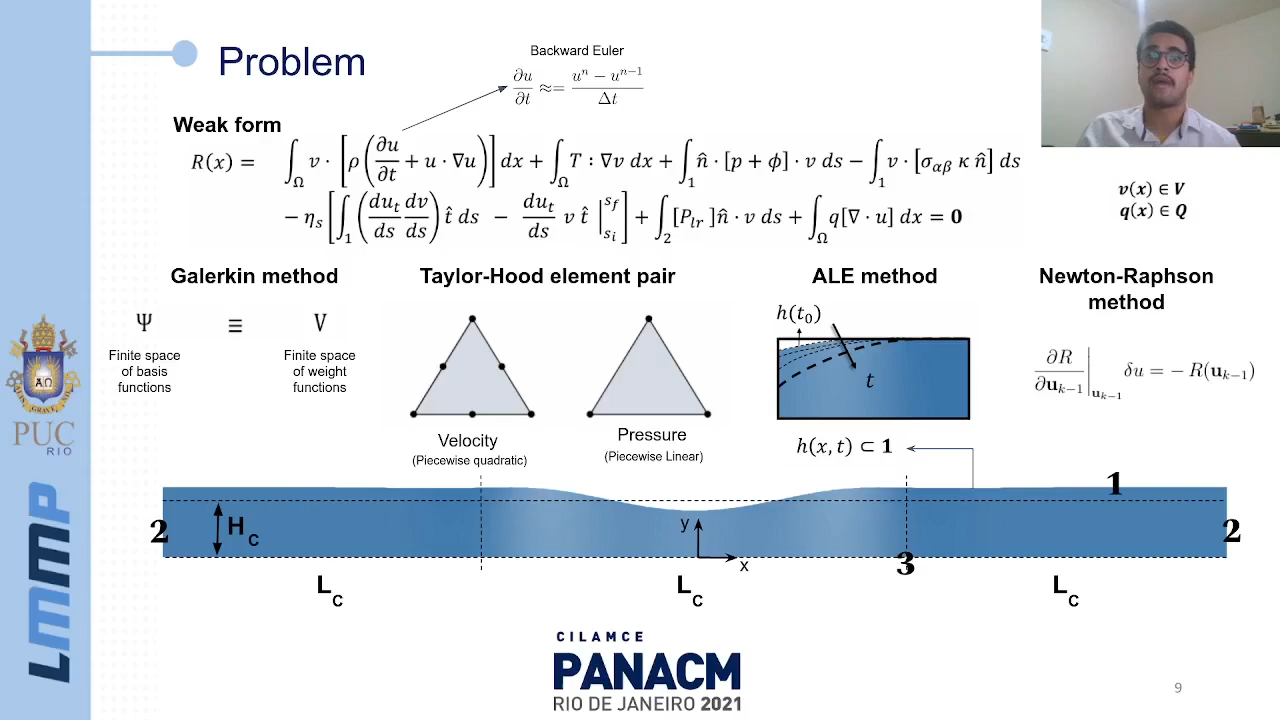 Problem
Backward Euler
∂u/∂t ≈= (uⁿ − uⁿ⁻¹)/Δt
Weak form
R(x) = ∫_Ω v · [ρ(∂u/∂t + u · ∇u)] dx + ∫_Ω T : ∇v dx + ∫_1 n̂ · [p + ϕ] · v ds − ∫_1 v · [σ_αβ κ n̂] ds
− η_s [∫_1 (du_t/ds dv/ds) t̂ ds − du_t/ds v t̂ |_{s_i}^{s_f}] + ∫_2 [P_lr ]n̂ · v ds + ∫_Ω q[∇ · u] dx = 0
v(x) ∈ V
q(x) ∈ Q
Galerkin method
Ψ ≡ V
Finite space of basis functions
Finite space of weight functions
Taylor-Hood element pair
Velocity
(Piecewise quadratic)
Pressure
(Piecewise Linear)
ALE method
h(t₀)
t
h(x, t) ⊂ 1
Newton-Raphson
method
∂R/∂u_{k−1} |_{u_{k−1}} δu = − R(u_{k−1})
1
2
H_C
y
x
3
2
L_C
L_C
L_C
PUC
RIO
LMMP
CILAMCE
PANACM
RIO DE JANEIRO 2021
9